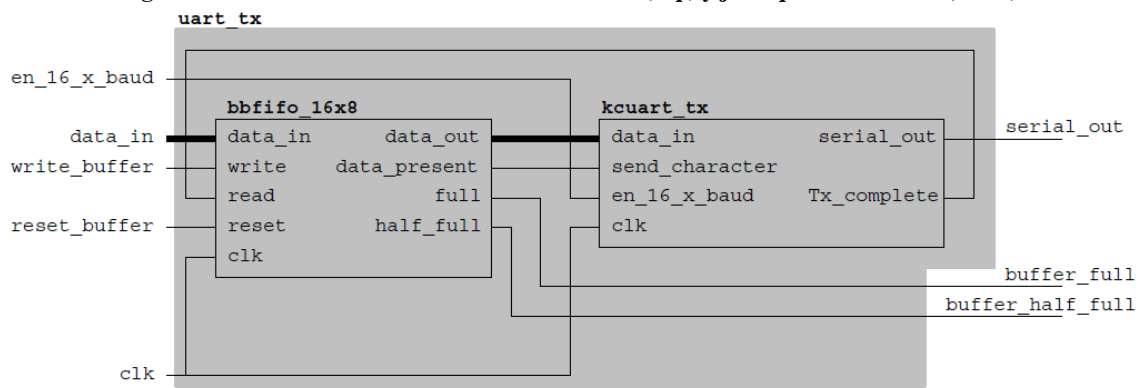 uart_tx
en_16_x_baud
bbfifo_16x8
kcuart_tx
data_in
data_in data_out
data_in serial_out
serial_out
write_buffer
write data_present
send_character
read full
en_16_x_baud Tx_complete
reset_buffer
reset half_full
clk
clk
buffer_full
buffer_half_full
clk